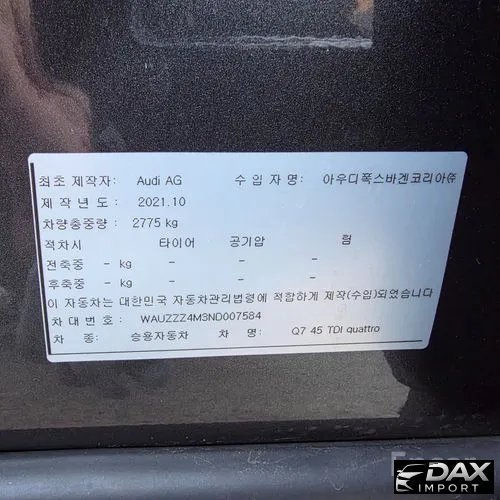 최초 제작자: Audi AG 수 입 자 명: 아우디폭스바겐코리아㈜
제 작 년 도: 2021.10
차량총중량: 2775 kg
적차시 타이어 공기압 림
전축중 - kg - - -
후축중 - kg - - -
이 자동차는 대한민국 자동차관리법령에 적합하게 제작(수입)되었습니다
차 대 번 호: WAUZZZ4M3ND007584
차 종: 승용자동차 차 명: Q7 45 TDI quattro
Encar
DAX
IMPORT